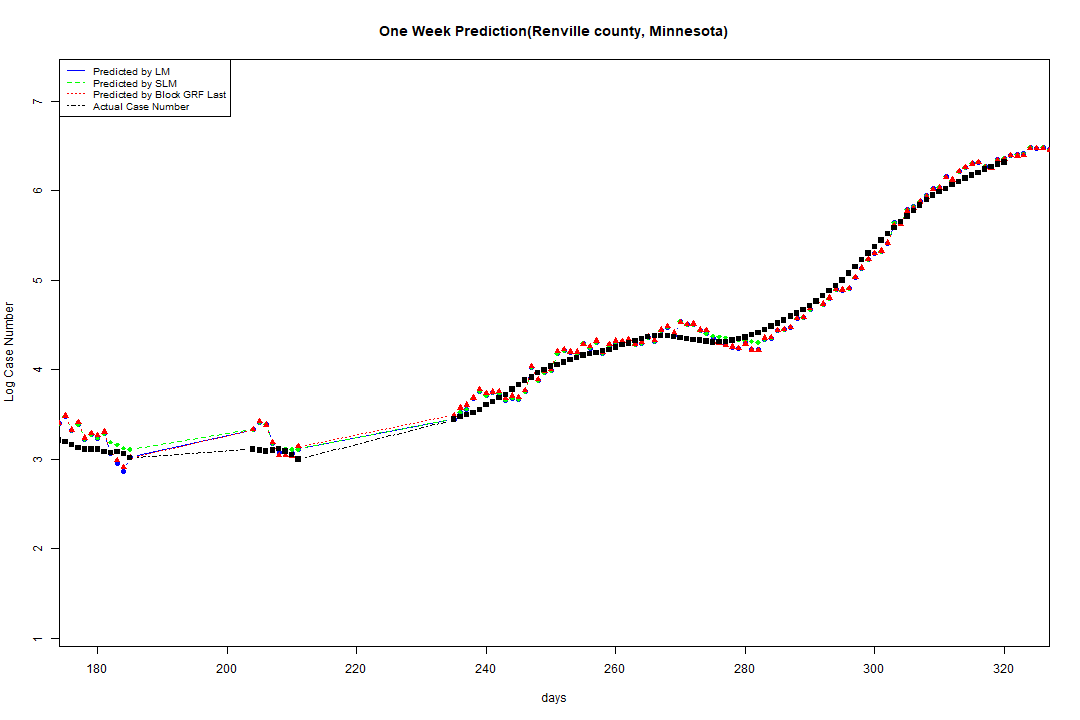 One Week Prediction(Renville county, Minnesota)
Predicted by LM
Predicted by SLM
Predicted by Block GRF Last
Actual Case Number
7
6
5
4
3
2
1
Log Case Number
180 200 220 240 260 280 300 320
days